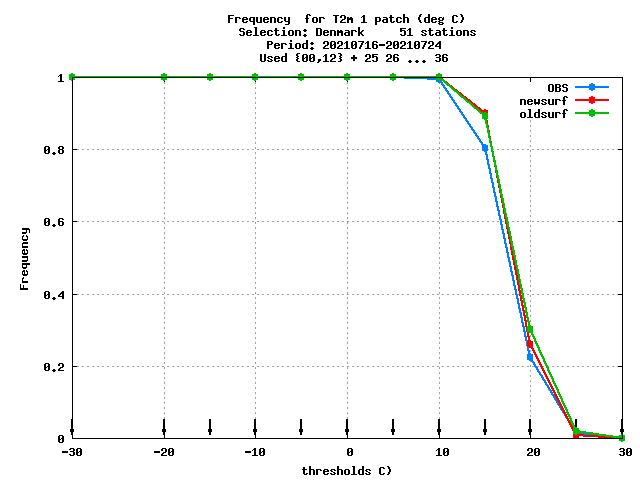 Frequency  for T2m 1 patch (deg C)
Selection: Denmark     51 stations
Period: 20210716-20210724
Used {00,12} + 25 26 ... 36
OBS
newsurf
oldsurf
1
0.8
0.6
0.4
0.2
0
Frequency
-30
-20
-10
0
10
20
30
thresholds C)